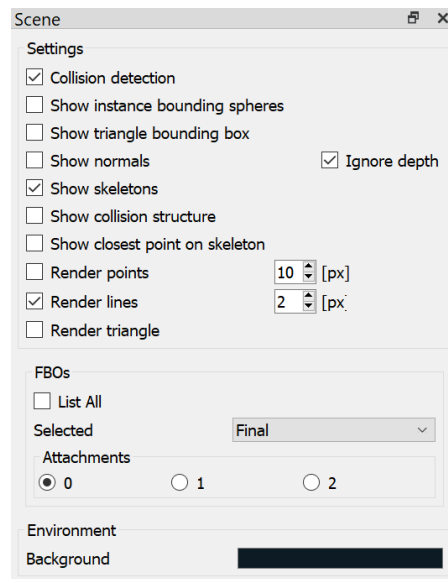 Scene
Settings
Collision detection
Show instance bounding spheres
Show triangle bounding box
Show normals Ignore depth
Show skeletons
Show collision structure
Show closest point on skeleton
Render points 10 [px]
Render lines 2 [px]
Render triangle
FBOs
List All
Selected Final
Attachments
0 1 2
Environment
Background